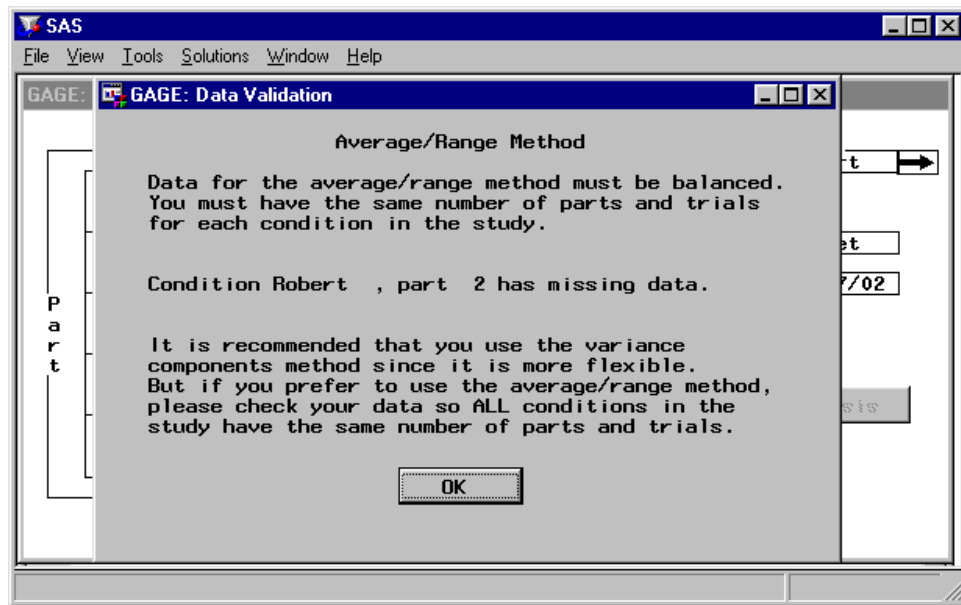 SAS
File View Tools Solutions Window Help
GAGE:
GAGE: Data Validation
Average/Range Method
Data for the average/range method must be balanced.
You must have the same number of parts and trials
for each condition in the study.
Condition Robert , part 2 has missing data.
It is recommended that you use the variance
components method since it is more flexible.
But if you prefer to use the average/range method,
please check your data so ALL conditions in the
study have the same number of parts and trials.
OK
Part
7/02